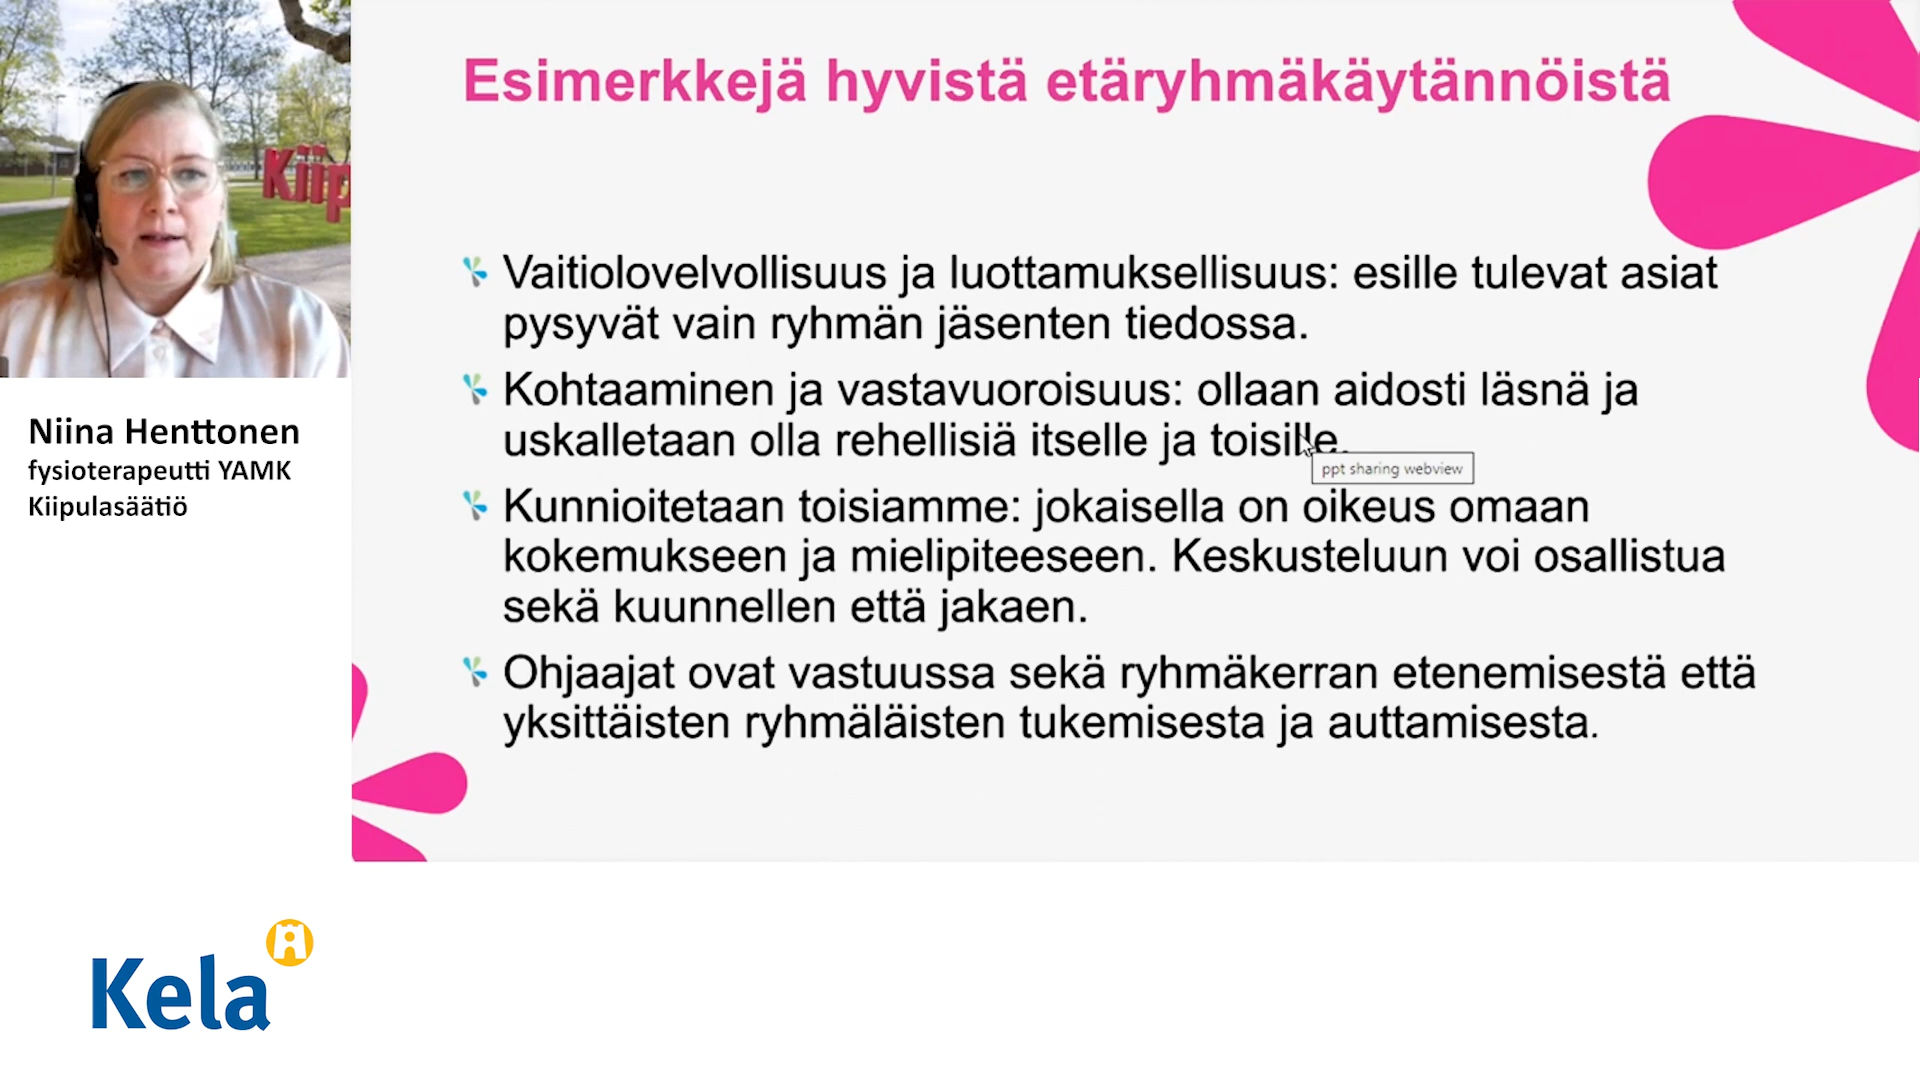 Kiip
Niina Henttonen
fysioterapeutti YAMK
Kiipulasäätiö
Kela
Esimerkkejä hyvistä etäryhmäkäytännöistä
Vaitiolovelvollisuus ja luottamuksellisuus: esille tulevat asiat
pysyvät vain ryhmän jäsenten tiedossa.
Kohtaaminen ja vastavuoroisuus: ollaan aidosti läsnä ja
uskalletaan olla rehellisiä itselle ja toisille.
ppt sharing webview
Kunnioitetaan toisiamme: jokaisella on oikeus omaan
kokemukseen ja mielipiteeseen. Keskusteluun voi osallistua
sekä kuunnellen että jakaen.
Ohjaajat ovat vastuussa sekä ryhmäkerran etenemisestä että
yksittäisten ryhmäläisten tukemisesta ja auttamisesta.